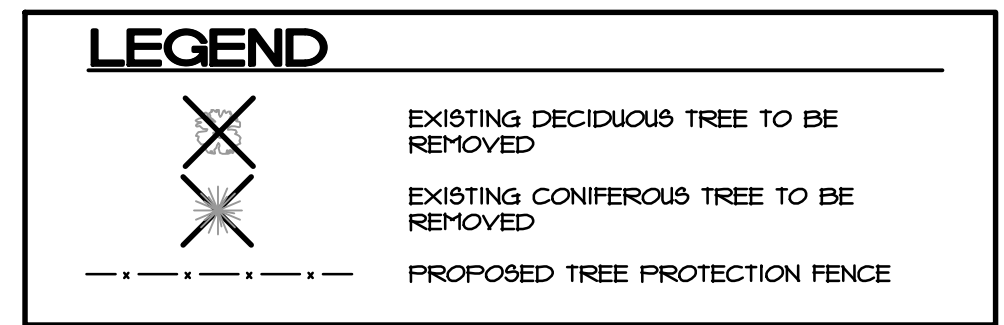 LEGEND
EXISTING DECIDUOUS TREE TO BE
REMOVED
EXISTING CONIFEROUS TREE TO BE
REMOVED
PROPOSED TREE PROTECTION FENCE